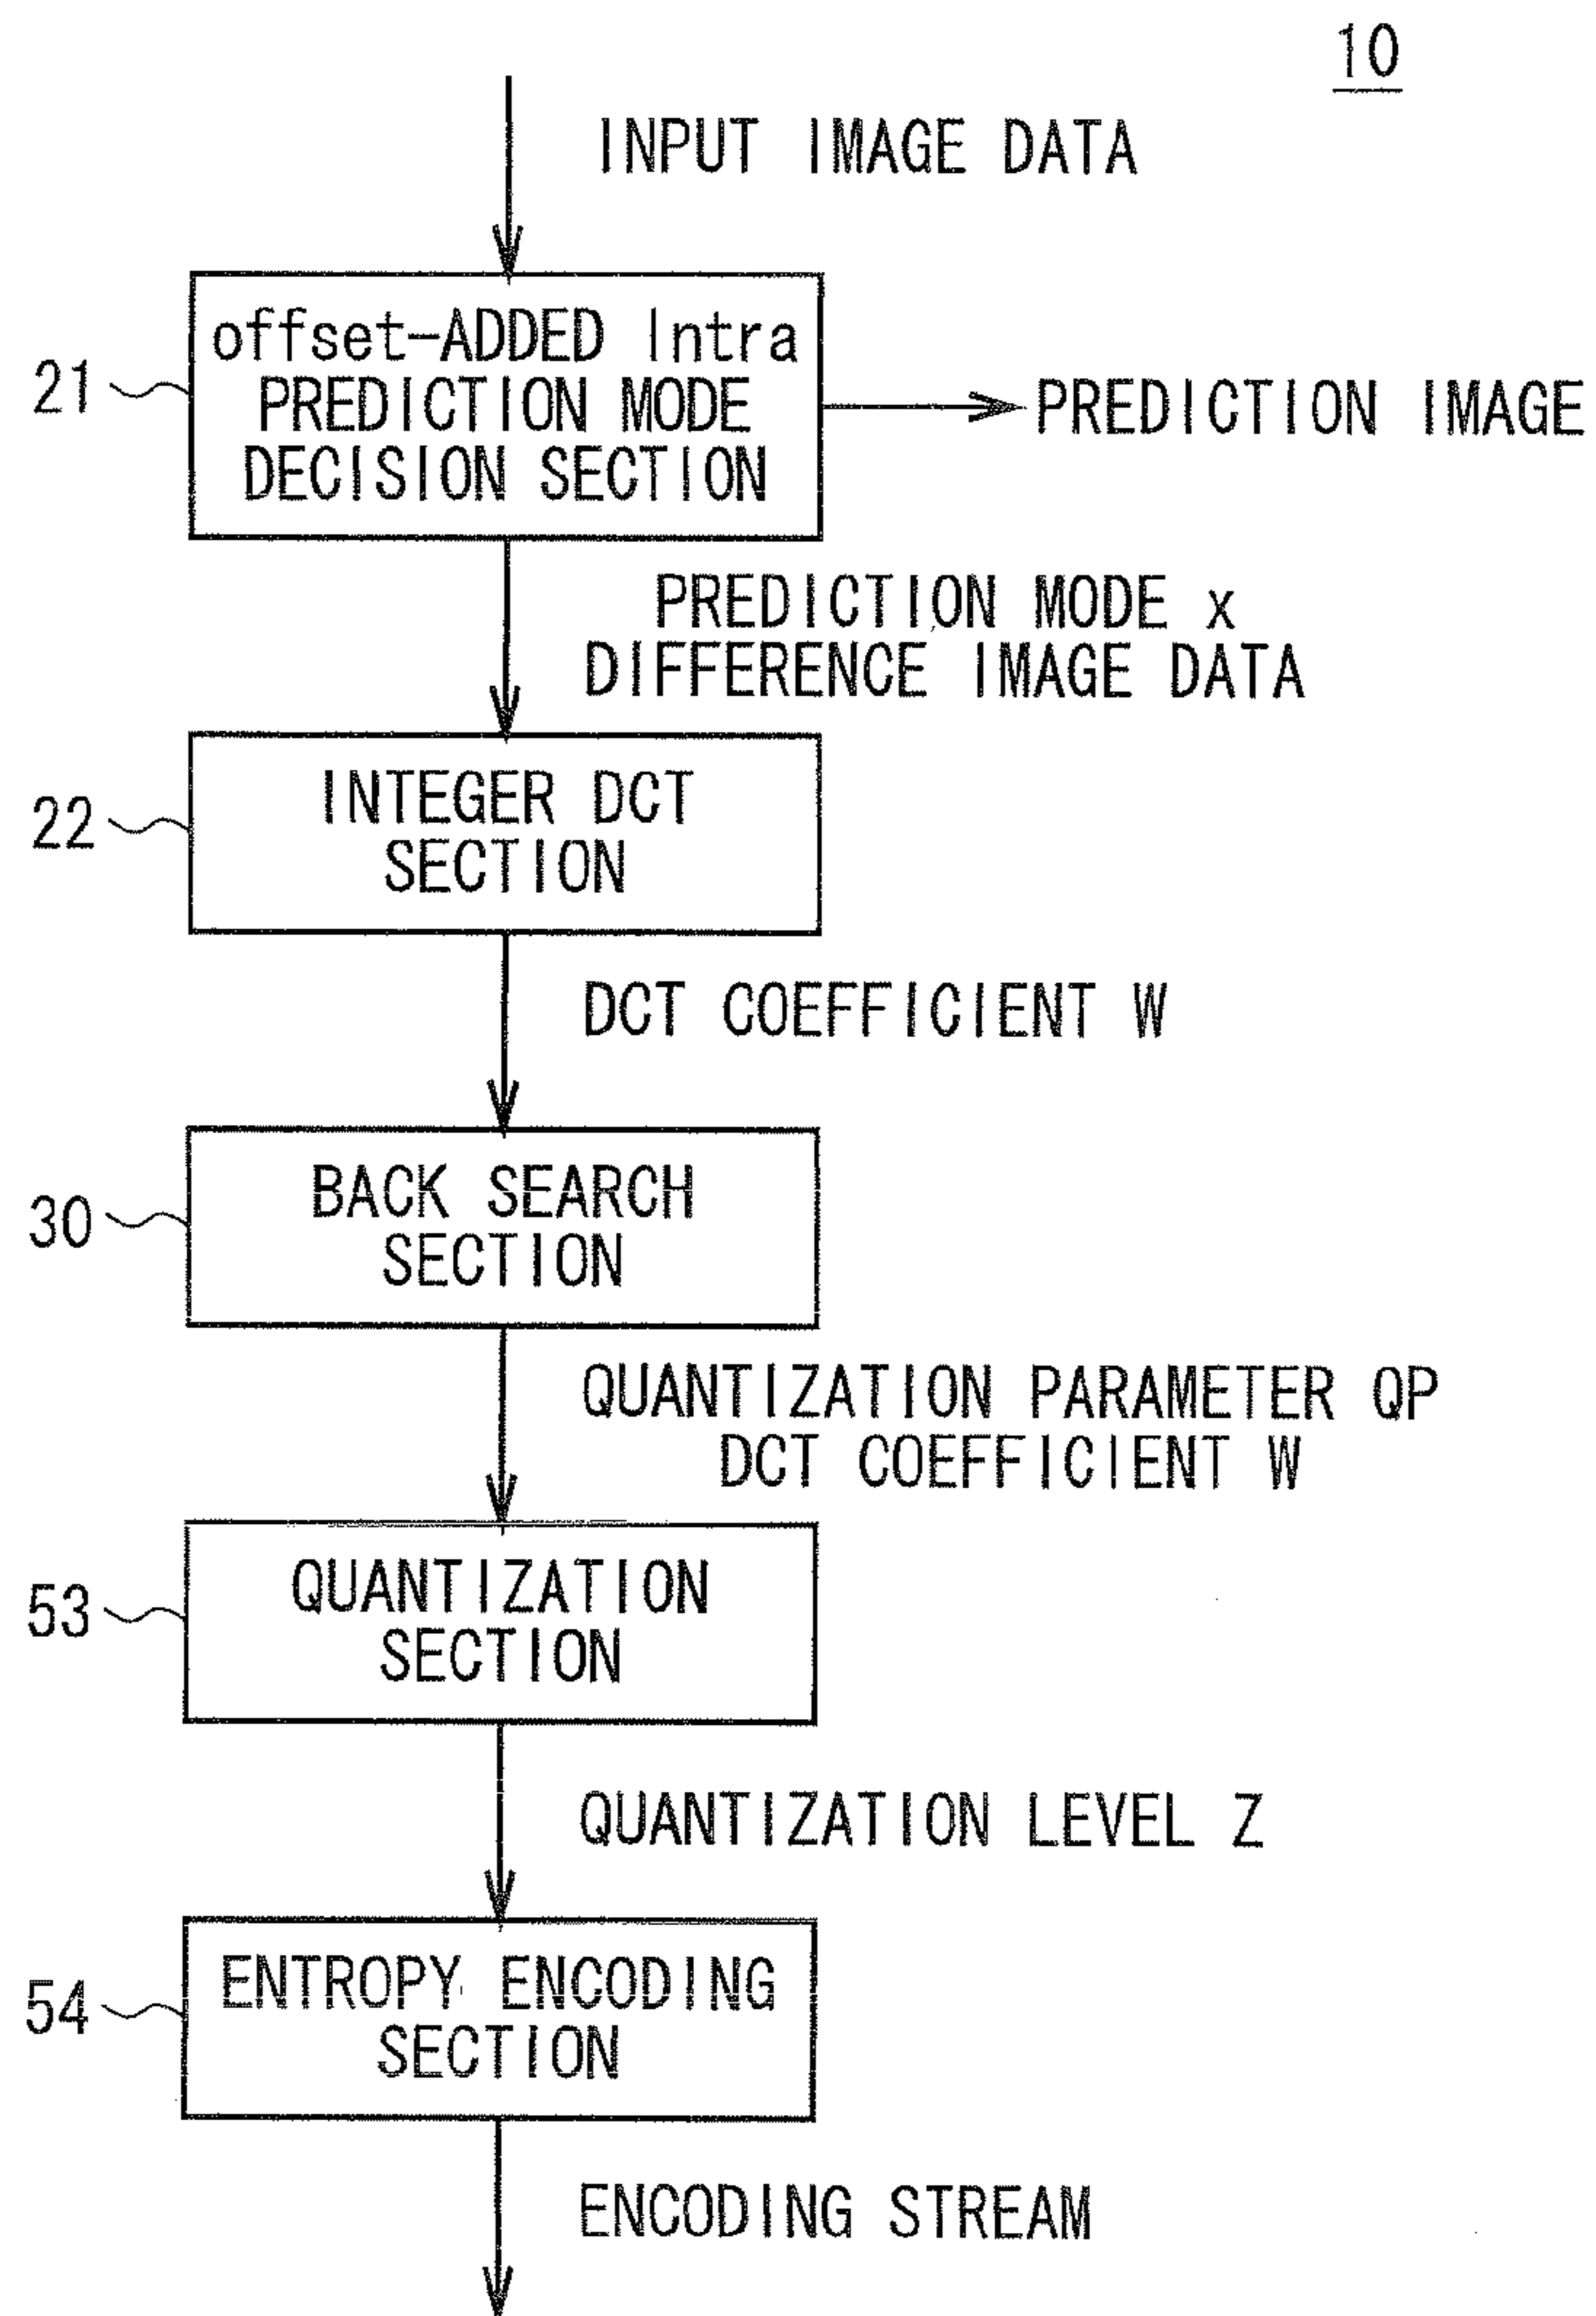 10
INPUT IMAGE DATA
offset-ADDED Intra
PREDICTION MODE
DECISION SECTION
21
PREDICTION IMAGE
PREDICTION MODE x
DIFFERENCE IMAGE DATA
INTEGER DCT
SECTION
22
DCT COEFFICIENT W
BACK SEARCH
SECTION
30
QUANTIZATION PARAMETER QP
DCT COEFFICIENT W
QUANTIZATION
SECTION
53
QUANTIZATION LEVEL Z
ENTROPY ENCODING
SECTION
54
ENCODING STREAM